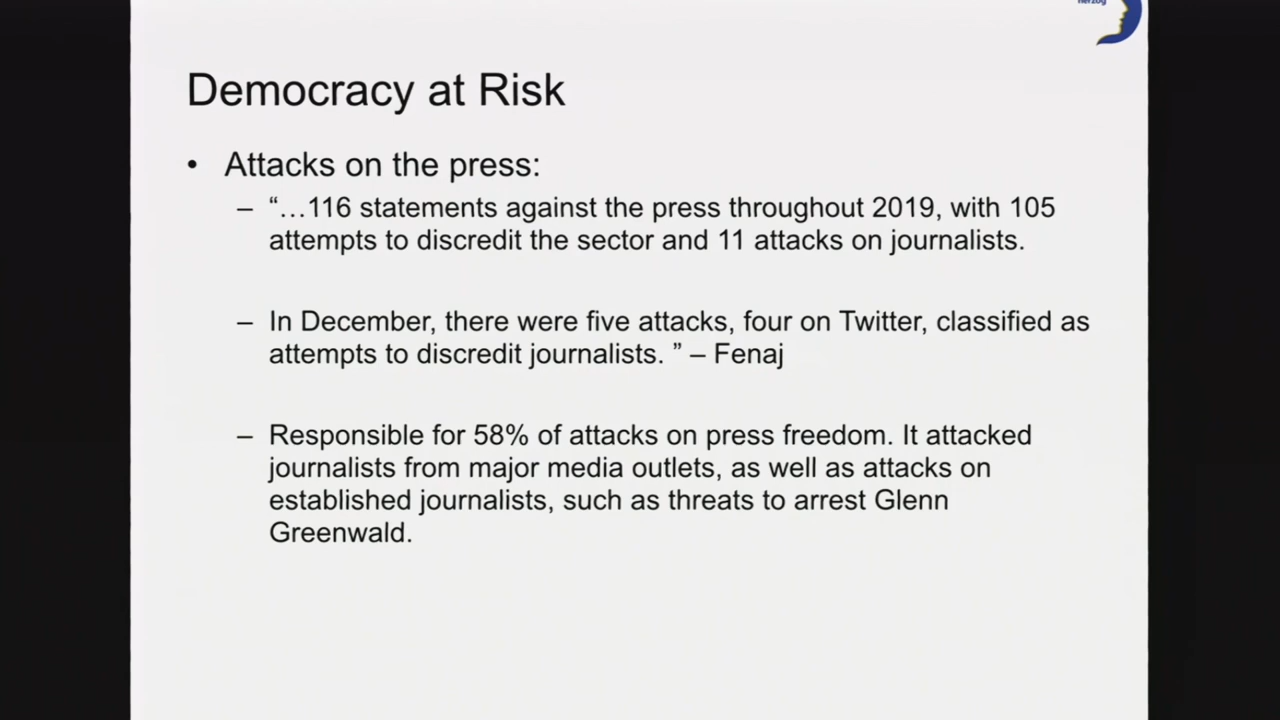 herzog
Democracy at Risk
• Attacks on the press:
– “…116 statements against the press throughout 2019, with 105
attempts to discredit the sector and 11 attacks on journalists.
– In December, there were five attacks, four on Twitter, classified as
attempts to discredit journalists. ” – Fenaj
– Responsible for 58% of attacks on press freedom. It attacked
journalists from major media outlets, as well as attacks on
established journalists, such as threats to arrest Glenn
Greenwald.